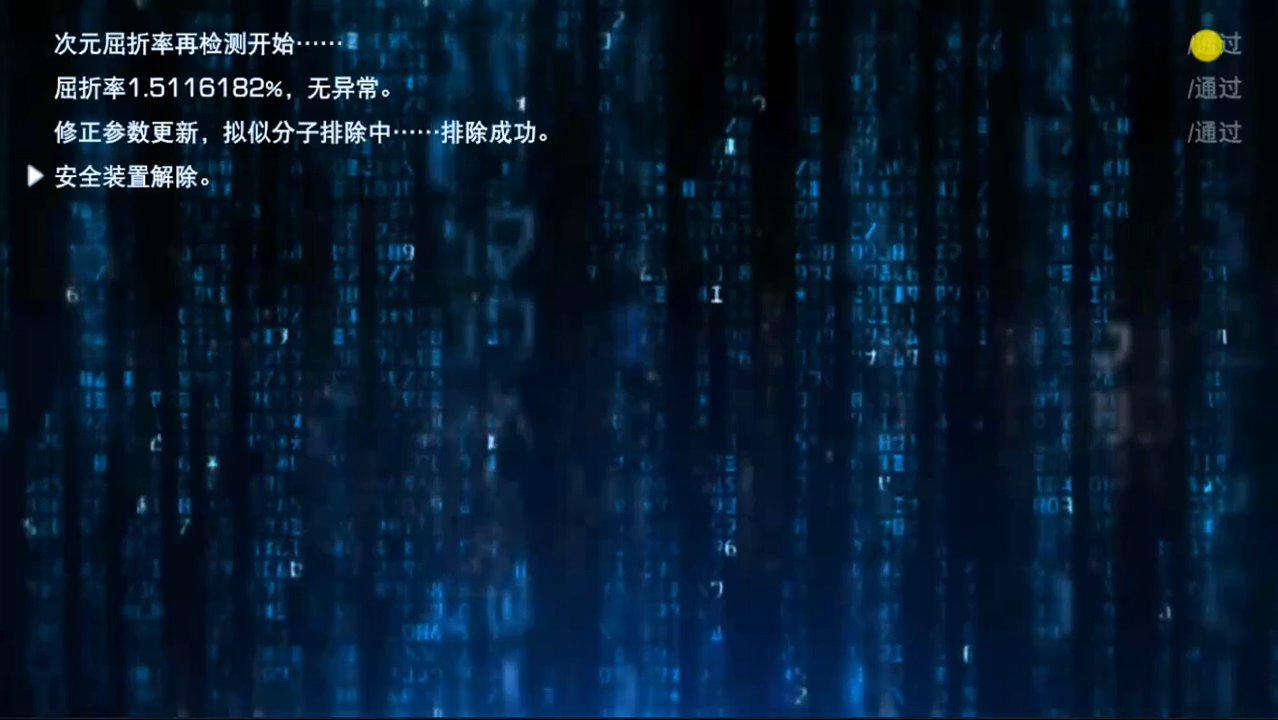 次元屈折率再检测开始…… /通过
屈折率1.5116182%，无异常。 /通过
修正参数更新，拟似分子排除中……排除成功。 /通过
安全装置解除。